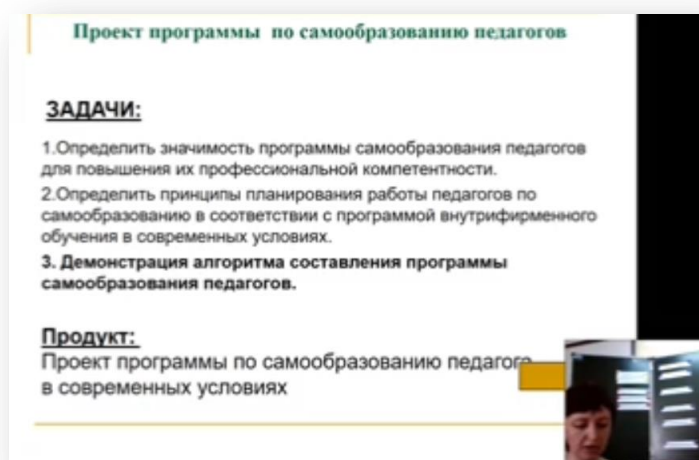 Проект программы по самообразованию педагогов
ЗАДАЧИ:
1.Определить значимость программы самообразования педагогов
для повышения их профессиональной компетентности.
2.Определить принципы планирования работы педагогов по
самообразованию в соответствии с программой внутрифирменного
обучения в современных условиях.
3. Демонстрация алгоритма составления программы
самообразования педагогов.
Продукт:
Проект программы по самообразованию
в современных условиях